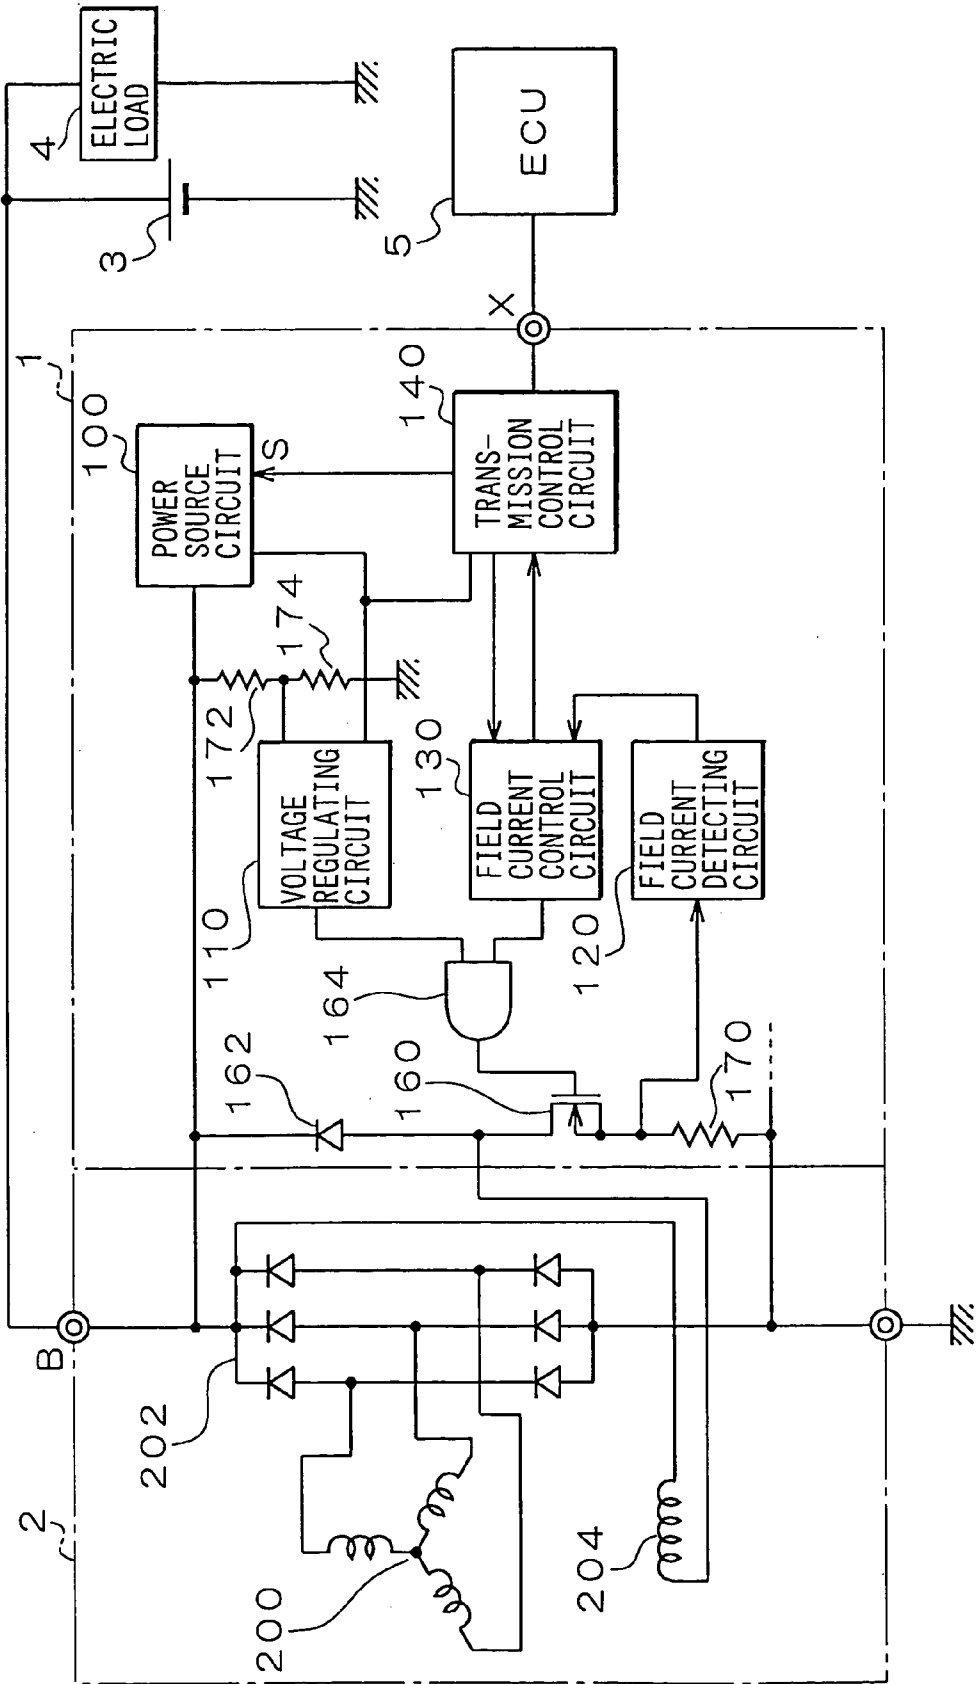 2
B
202
200
204
1
162
160
164
170
110
VOLTAGE
REGULATING
CIRCUIT
172
174
100
POWER
SOURCE
CIRCUIT
S
130
FIELD
CURRENT
CONTROL
CIRCUIT
120
FIELD
CURRENT
DETECTING
CIRCUIT
140
TRANS-
MISSION
CONTROL
CIRCUIT
X
3
4
ELECTRIC
LOAD
5
ECU